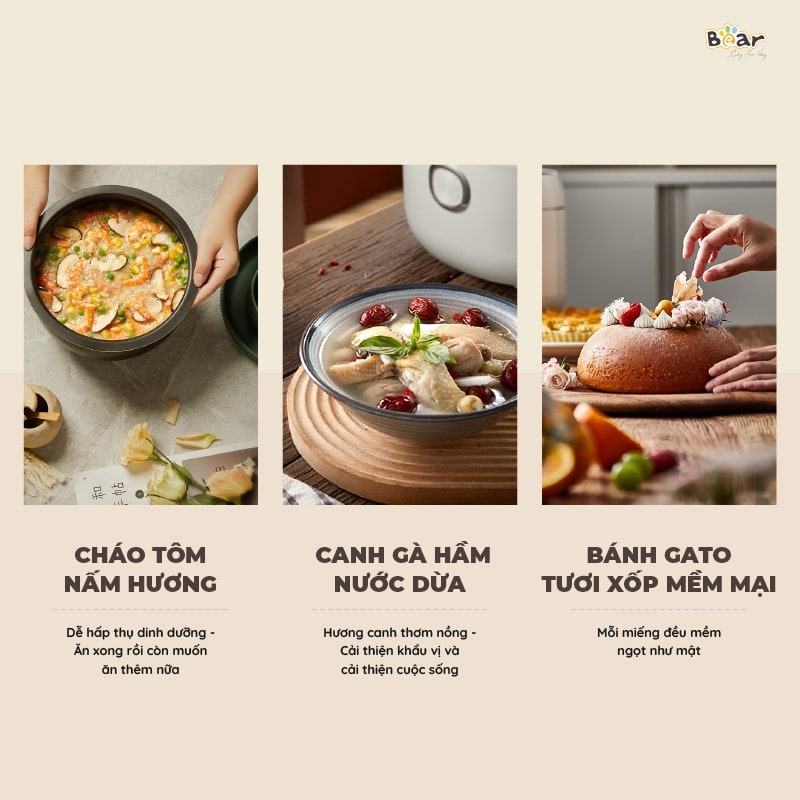 Bear
CHÁO TÔM
NẤM HƯƠNG
Dễ hấp thụ dinh dưỡng -
Ăn xong rồi còn muốn
ăn thêm nữa
CANH GÀ HẦM
NƯỚC DỪA
Hương canh thơm nồng -
Cải thiện khẩu vị và
cải thiện cuộc sống
BÁNH GATO
TƯƠI XỐP MỀM MẠI
Mỗi miếng đều mềm
ngọt như mật